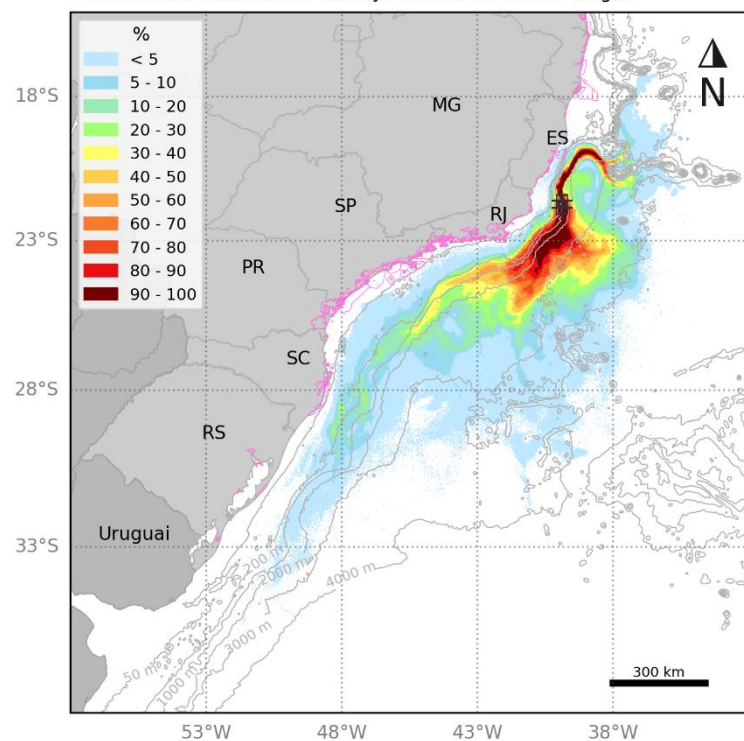 %
< 5
5 - 10
10 - 20
20 - 30
30 - 40
40 - 50
50 - 60
60 - 70
70 - 80
80 - 90
90 - 100
N
18°S
23°S
28°S
33°S
MG
ES
SP
RJ
PR
SC
RS
Uruguai
200 m
2000 m
4000 m
3000 m
50 m
1000 m
300 km
53°W
48°W
43°W
38°W